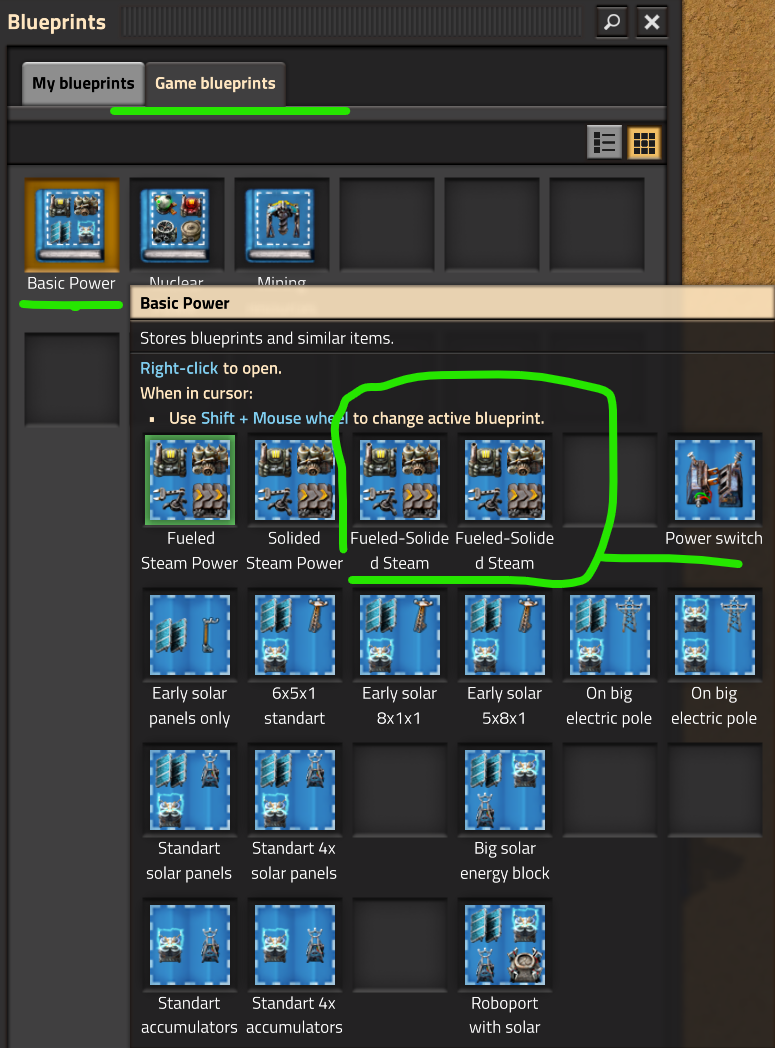 Blueprints
My blueprints Game blueprints
Basic Power Nuclear Mining
Basic Power
Stores blueprints and similar items.
Right-click to open.
When in cursor:
• Use Shift + Mouse wheel to change active blueprint.
Fueled
Steam Power
Solided
Steam Power
Fueled-Solide
d Steam
Fueled-Solide
d Steam
Power switch
Early solar
panels only
6x5x1
standart
Early solar
8x1x1
Early solar
5x8x1
On big
electric pole
On big
electric pole
Standart
solar panels
Standart 4x
solar panels
Big solar
energy block
Standart
accumulators
Standart 4x
accumulators
Roboport
with solar